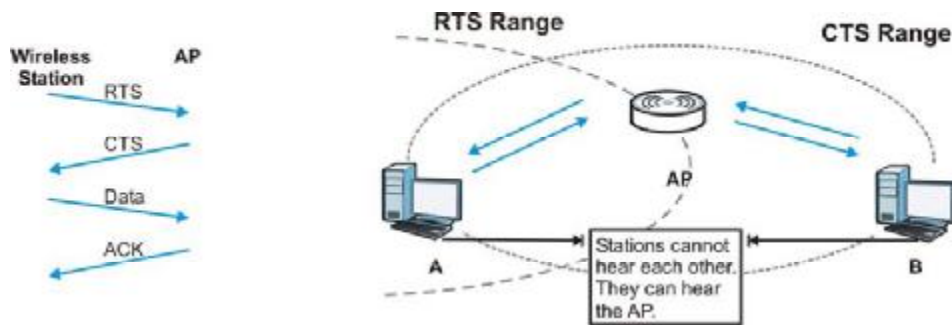 Wireless
Station
AP
RTS
CTS
Data
ACK
RTS Range
CTS Range
AP
A
B
Stations cannot
hear each other.
They can hear
the AP.